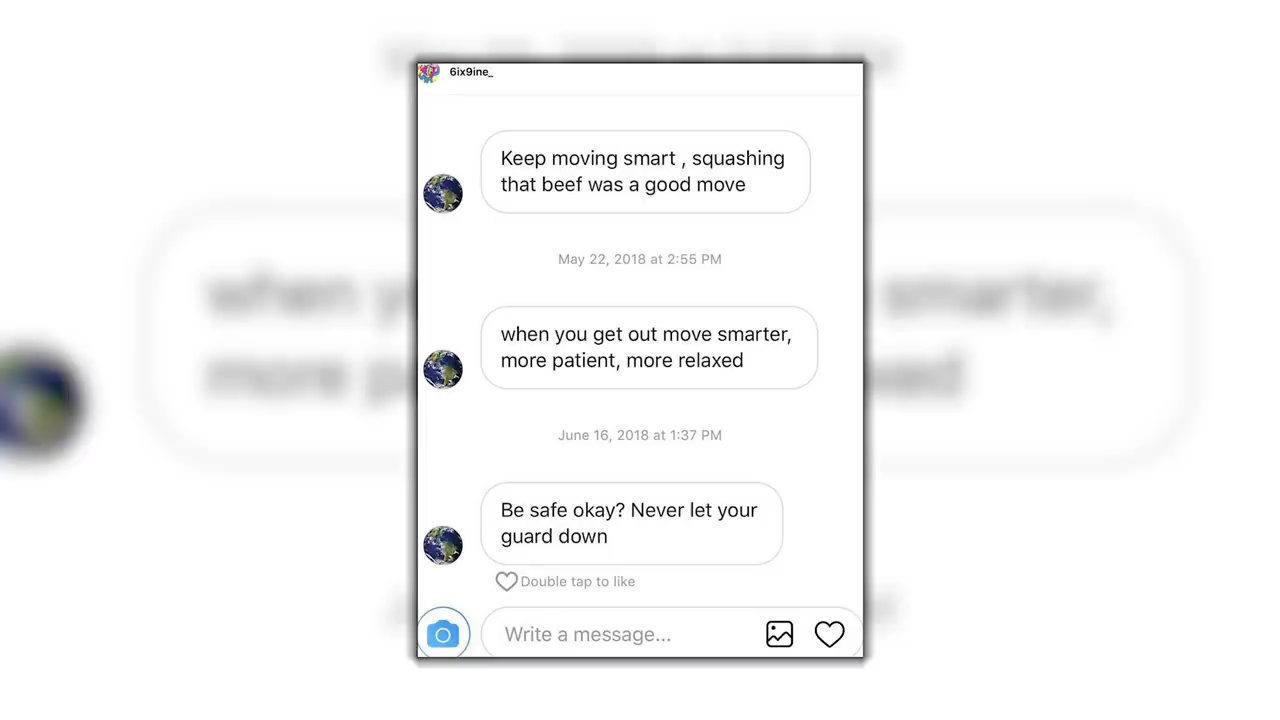 6ix9ine_
Keep moving smart , squashing
that beef was a good move
May 22, 2018 at 2:55 PM
when you get out move smarter,
more patient, more relaxed
June 16, 2018 at 1:37 PM
Be safe okay? Never let your
guard down
Double tap to like
Write a message...